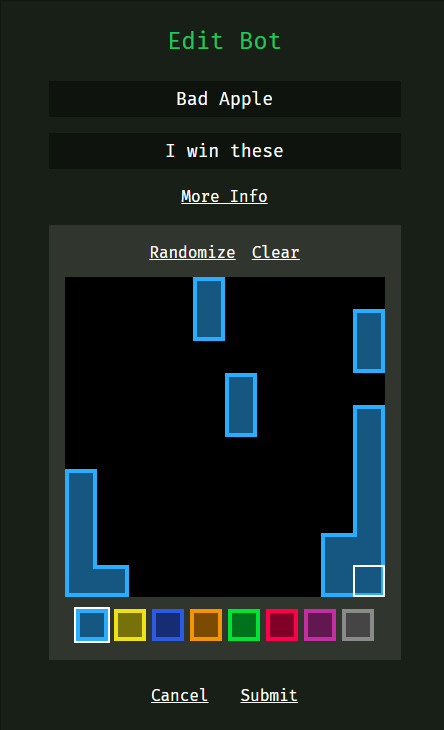 Edit Bot
Bad Apple
I win these
More Info
Randomize Clear
Cancel Submit